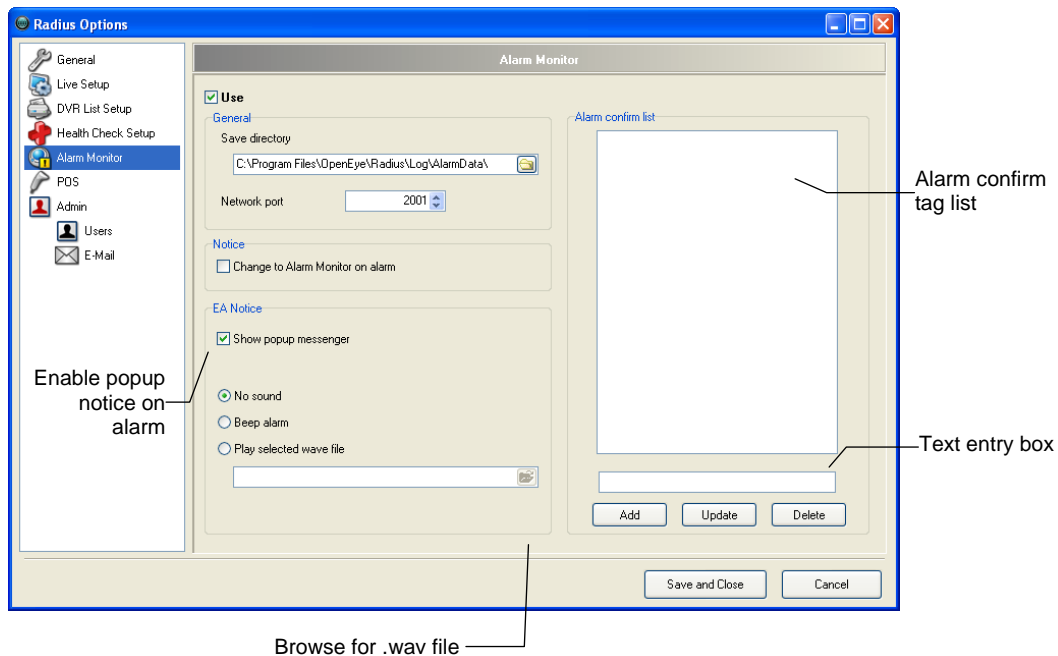 Radius Options
General
Live Setup
DVR List Setup
Health Check Setup
Alarm Monitor
POS
Admin
Users
E-Mail
Alarm Monitor
Use
General
Save directory
C:\Program Files\OpenEye\Radius\Log\AlarmData\
Network port
2001
Notice
Change to Alarm Monitor on alarm
EA Notice
Show popup messenger
No sound
Beep alarm
Play selected wave file
Alarm confirm list
Add
Update
Delete
Save and Close
Cancel
Alarm confirm
tag list
Text entry box
Enable popup
notice on
alarm
Browse for .wav file